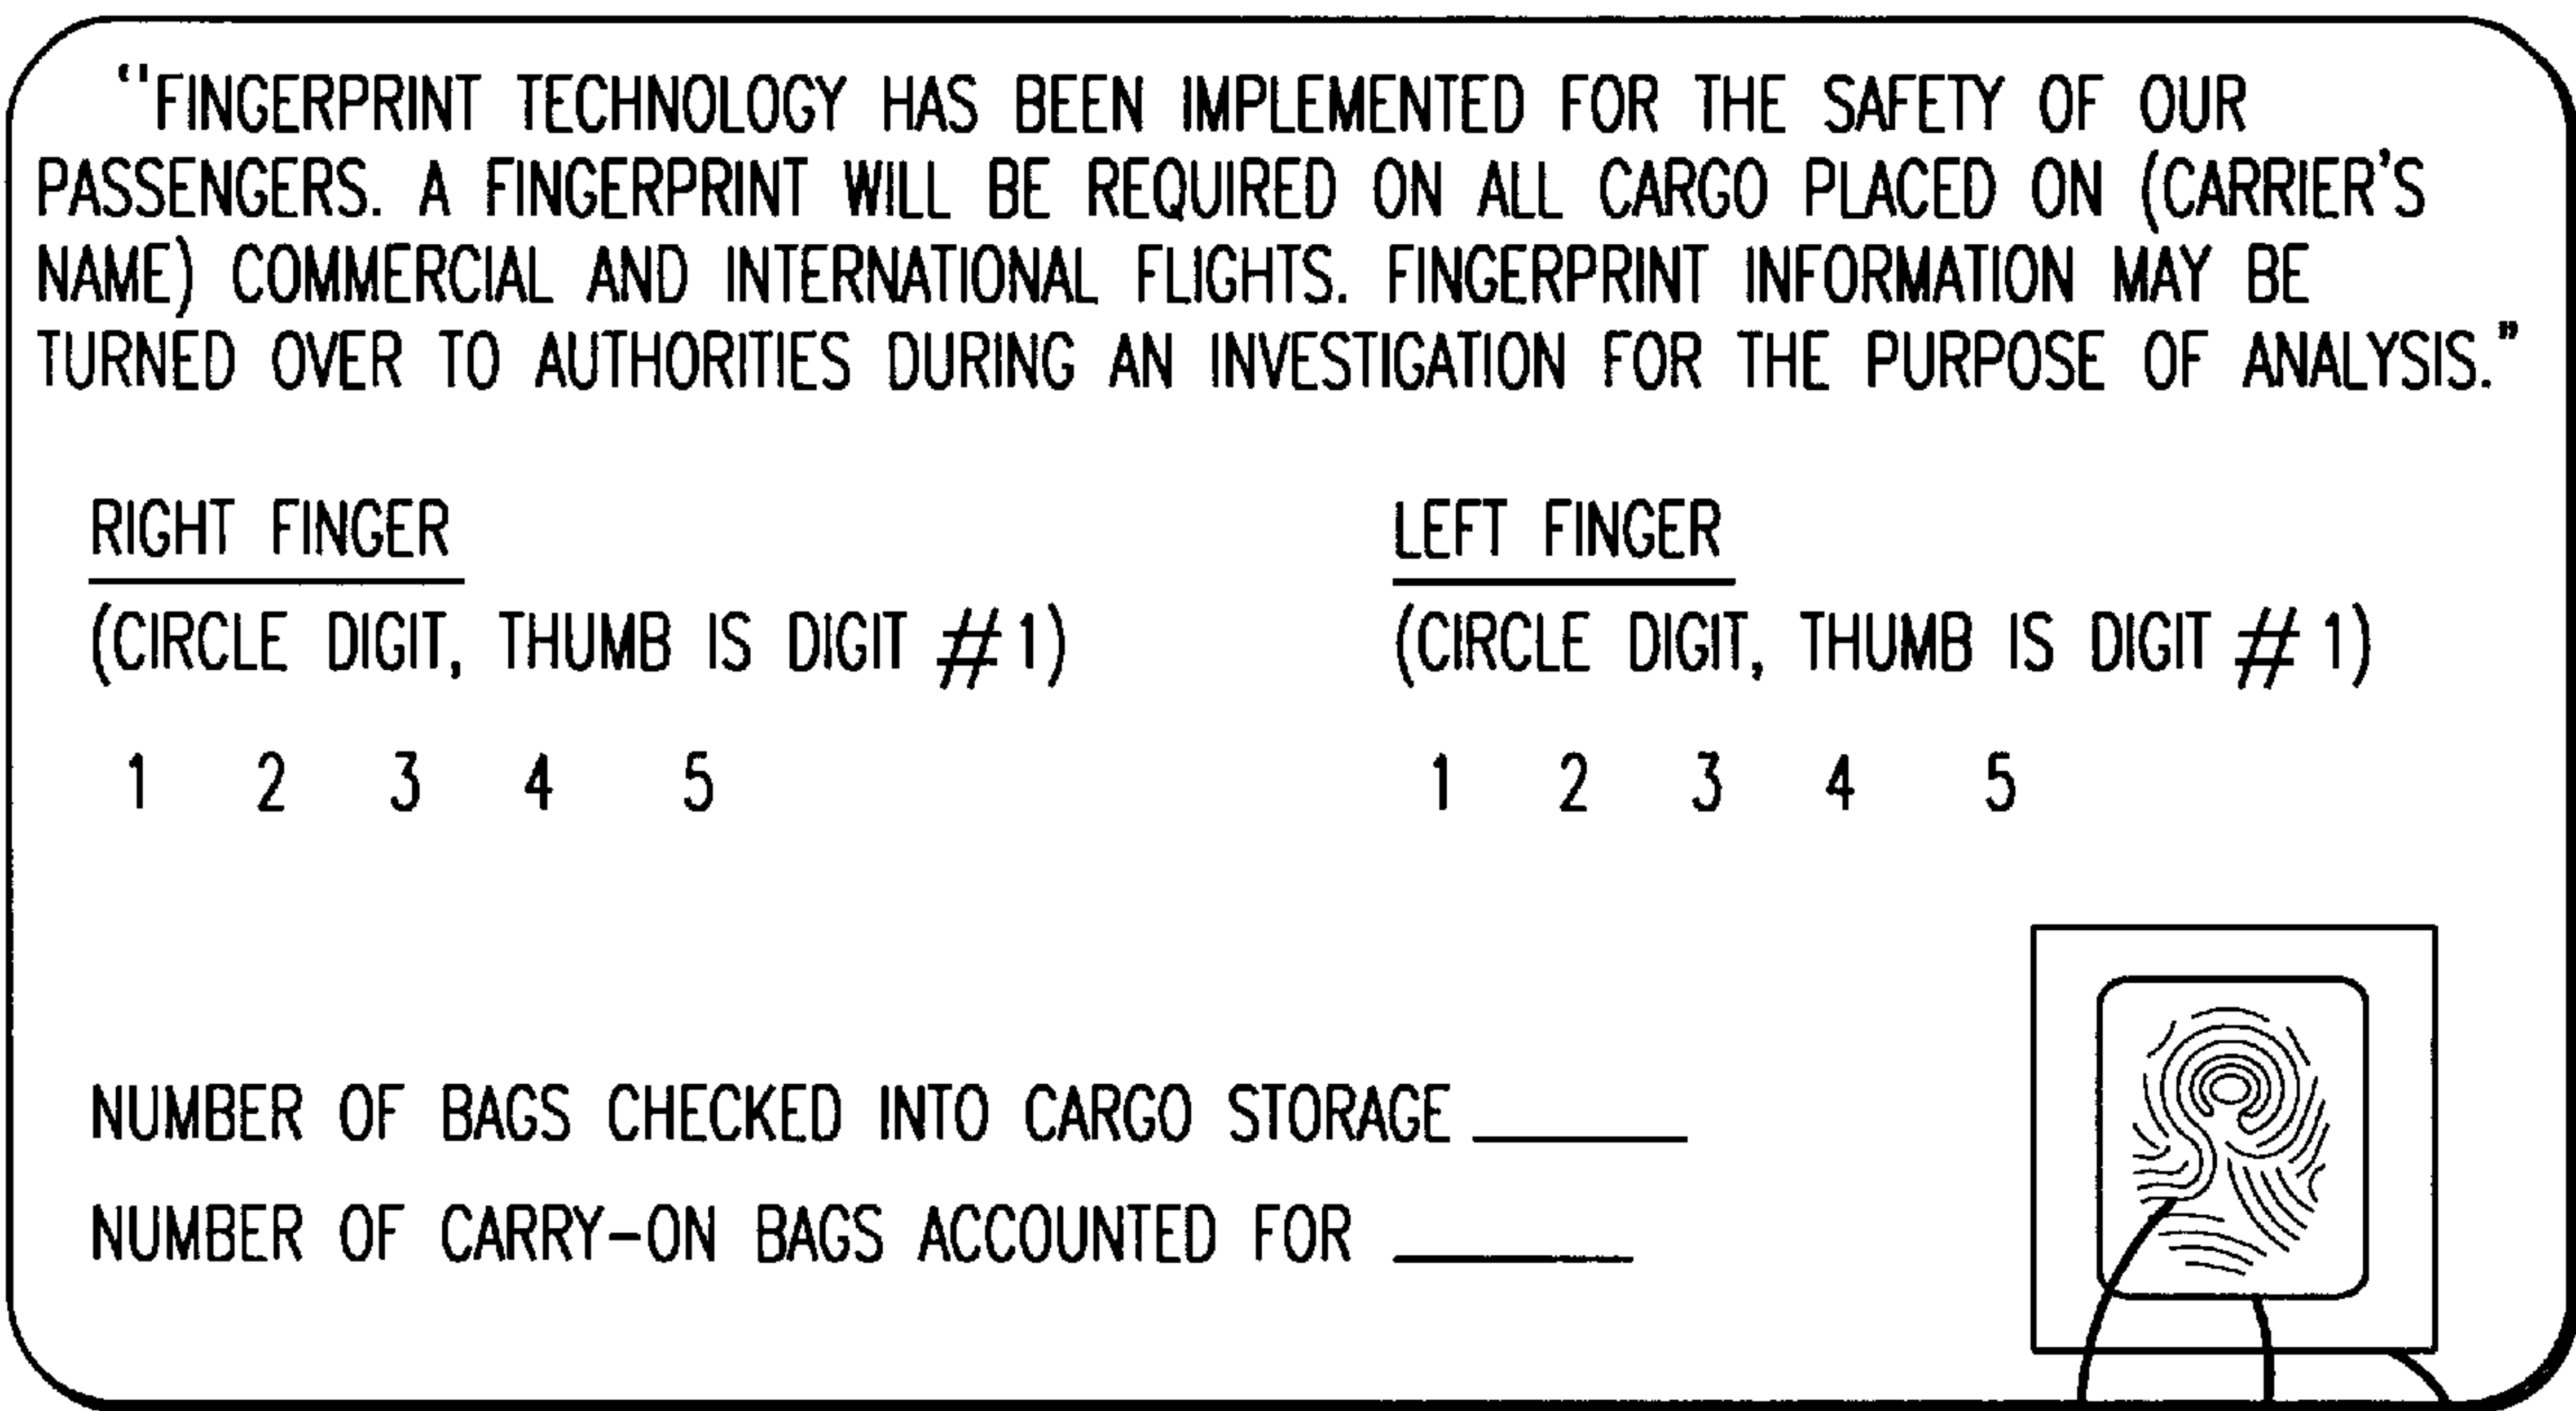 "FINGERPRINT TECHNOLOGY HAS BEEN IMPLEMENTED FOR THE SAFETY OF OUR
PASSENGERS. A FINGERPRINT WILL BE REQUIRED ON ALL CARGO PLACED ON (CARRIER'S
NAME) COMMERCIAL AND INTERNATIONAL FLIGHTS. FINGERPRINT INFORMATION MAY BE
TURNED OVER TO AUTHORITIES DURING AN INVESTIGATION FOR THE PURPOSE OF ANALYSIS."
RIGHT FINGER
(CIRCLE DIGIT, THUMB IS DIGIT #1)
1 2 3 4 5
LEFT FINGER
(CIRCLE DIGIT, THUMB IS DIGIT # 1)
1 2 3 4 5
NUMBER OF BAGS CHECKED INTO CARGO STORAGE ______
NUMBER OF CARRY-ON BAGS ACCOUNTED FOR ______